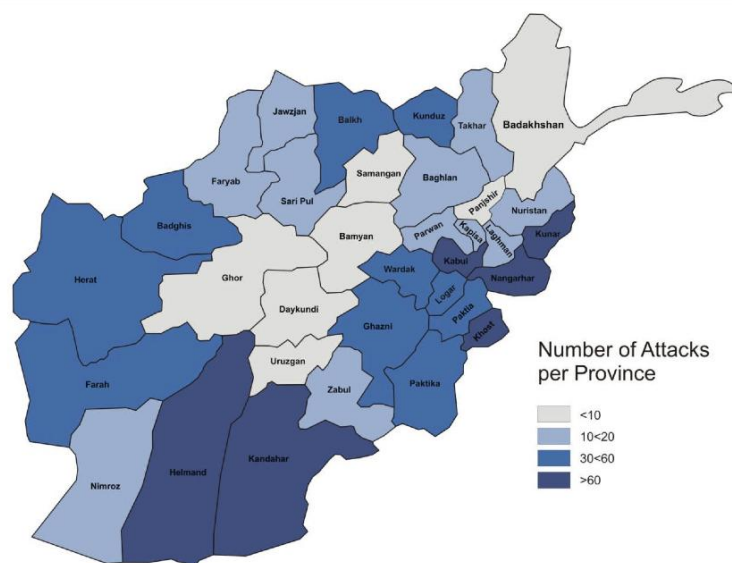 Jawzjan
Balkh
Kunduz
Takhar
Badakhshan
Faryab
Sari Pul
Samangan
Baghlan
Panjshir
Nuristan
Badghis
Bamyan
Parwan
Kapisa
Laghman
Kunar
Herat
Ghor
Wardak
Kabul
Nangarhar
Daykundi
Logar
Paktia
Ghazni
Khost
Uruzgan
Farah
Zabul
Paktika
Nimroz
Helmand
Kandahar
Number of Attacks
per Province
<10
10<20
30<60
>60